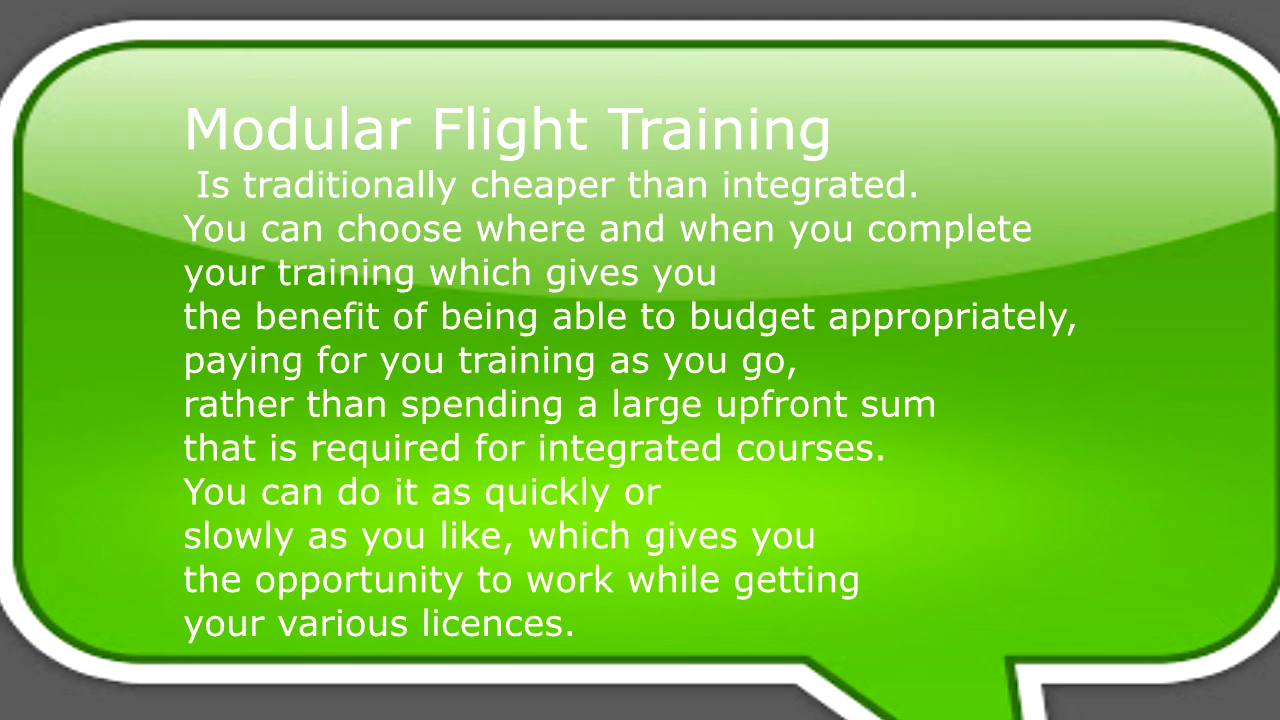 Modular Flight Training
Is traditionally cheaper than integrated.
You can choose where and when you complete
your training which gives you
the benefit of being able to budget appropriately,
paying for you training as you go,
rather than spending a large upfront sum
that is required for integrated courses.
You can do it as quickly or
slowly as you like, which gives you
the opportunity to work while getting
your various licences.